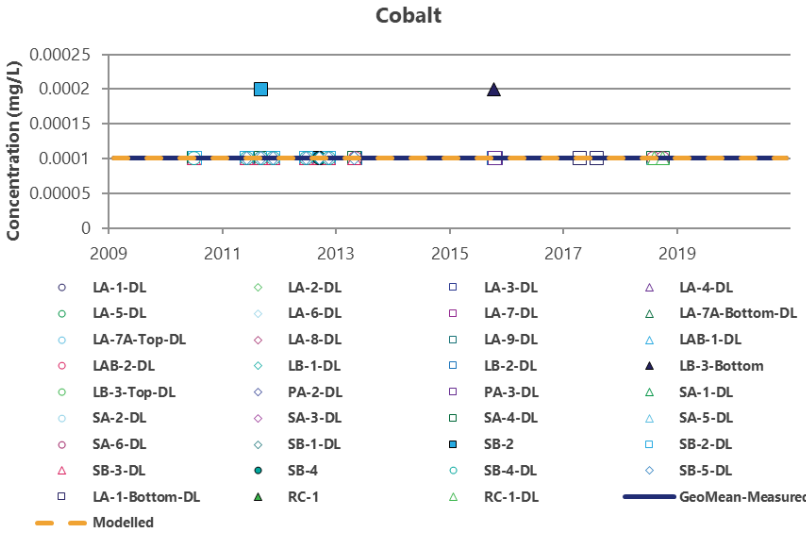 Cobalt
Concentration (mg/L)
0.00025
0.0002
0.00015
0.0001
0.00005
0
2009 2011 2013 2015 2017 2019
LA-1-DL LA-2-DL LA-3-DL LA-4-DL
LA-5-DL LA-6-DL LA-7-DL LA-7A-Bottom-DL
LA-7A-Top-DL LA-8-DL LA-9-DL LAB-1-DL
LAB-2-DL LB-1-DL LB-2-DL LB-3-Bottom
LB-3-Top-DL PA-2-DL PA-3-DL SA-1-DL
SA-2-DL SA-3-DL SA-4-DL SA-5-DL
SA-6-DL SB-1-DL SB-2 SB-2-DL
SB-3-DL SB-4 SB-4-DL SB-5-DL
LA-1-Bottom-DL RC-1 RC-1-DL GeoMean-Measured
Modelled